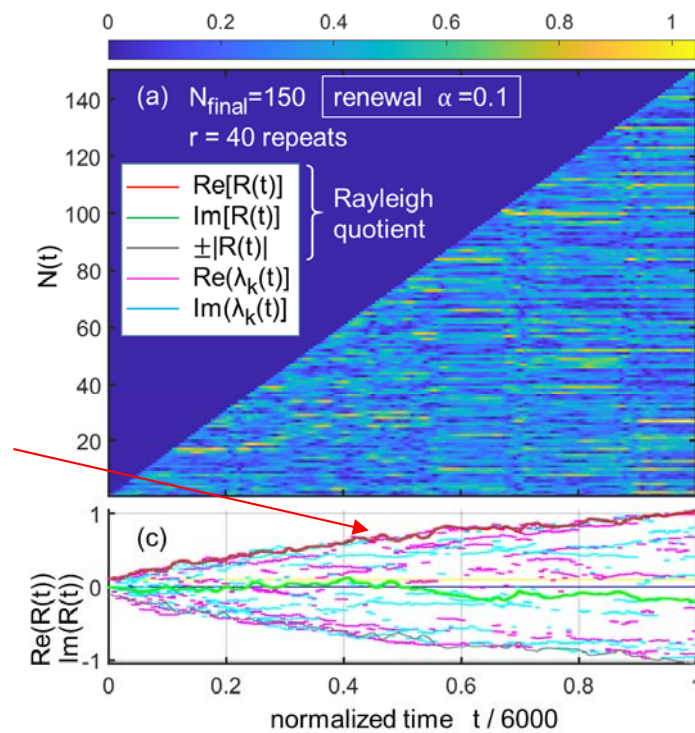 0 0.2 0.4 0.6 0.8 1
(a) N_final=150 renewal α=0.1
r = 40 repeats
Re[R(t)]
Im[R(t)]
±|R(t)|
Re(λ_k(t)]
Im(λ_k(t)]
Rayleigh
quotient
N(t)
140
120
100
80
60
40
20
(c)
Re(R(t))
Im(R(t))
1
0
-1
0 0.2 0.4 0.6 0.8 1
normalized time t / 6000